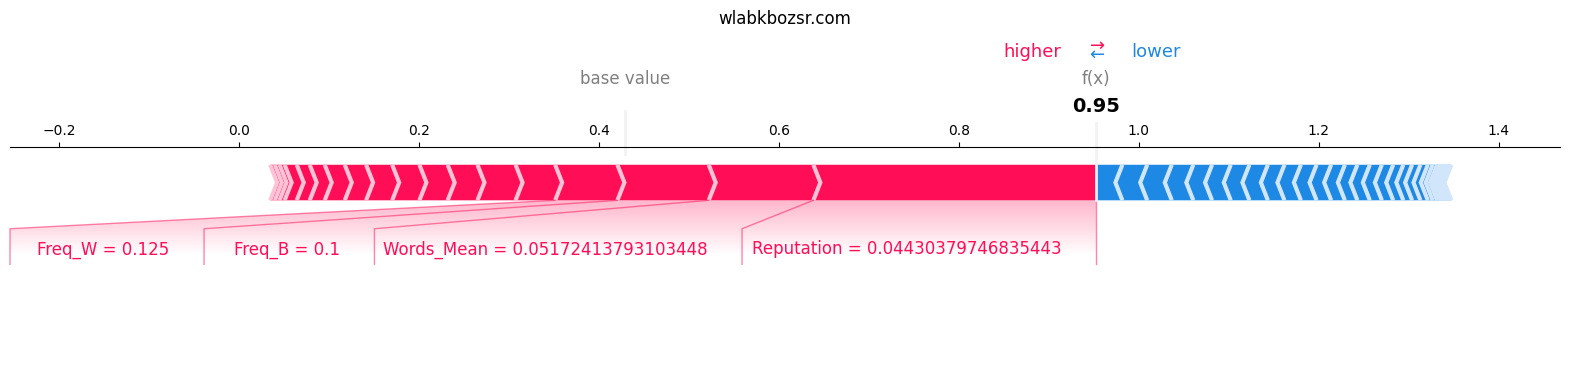 wlabkbozsr.com
higher ⇄ lower
base value f(x)
0.95
−0.2 0.0 0.2 0.4 0.6 0.8 1.0 1.2 1.4
Freq_W = 0.125 Freq_B = 0.1 Words_Mean = 0.05172413793103448 Reputation = 0.04430379746835443